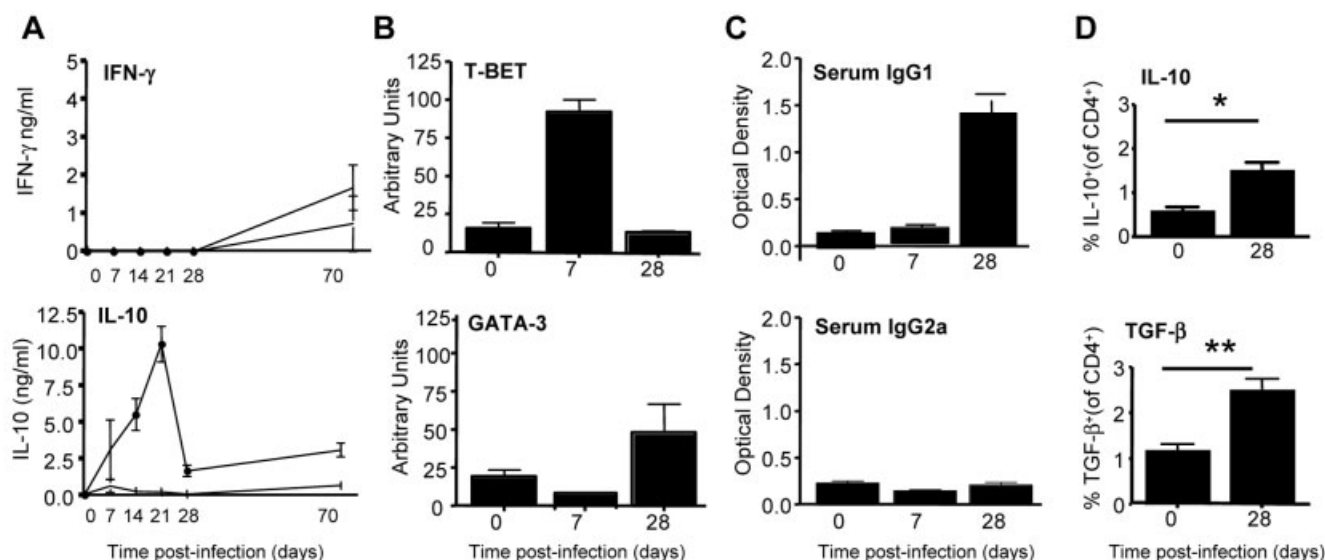 A
IFN-γ
IFN-γ ng/ml
5
4
3
2
1
0
0 7 14 21 28 70
IL-10
IL-10 (ng/ml)
12.5
10.0
7.5
5.0
2.5
0.0
0 7 14 21 28 70
Time post-infection (days)
B
T-BET
Arbitrary Units
125
100
75
50
25
0
0 7 28
GATA-3
Arbitrary Units
125
100
75
50
25
0
0 7 28
Time post-infection (days)
C
Serum IgG1
Optical Density
2.0
1.5
1.0
0.5
0.0
0 7 28
Serum IgG2a
Optical Density
2.0
1.5
1.0
0.5
0.0
0 7 28
Time post-infection (days)
D
IL-10
*
% IL-10⁺(of CD4⁺)
3
2
1
0
0 28
TGF-β
**
% TGF-β⁺(of CD4⁺)
3
2
1
0
0 28
Time post-infection (days)